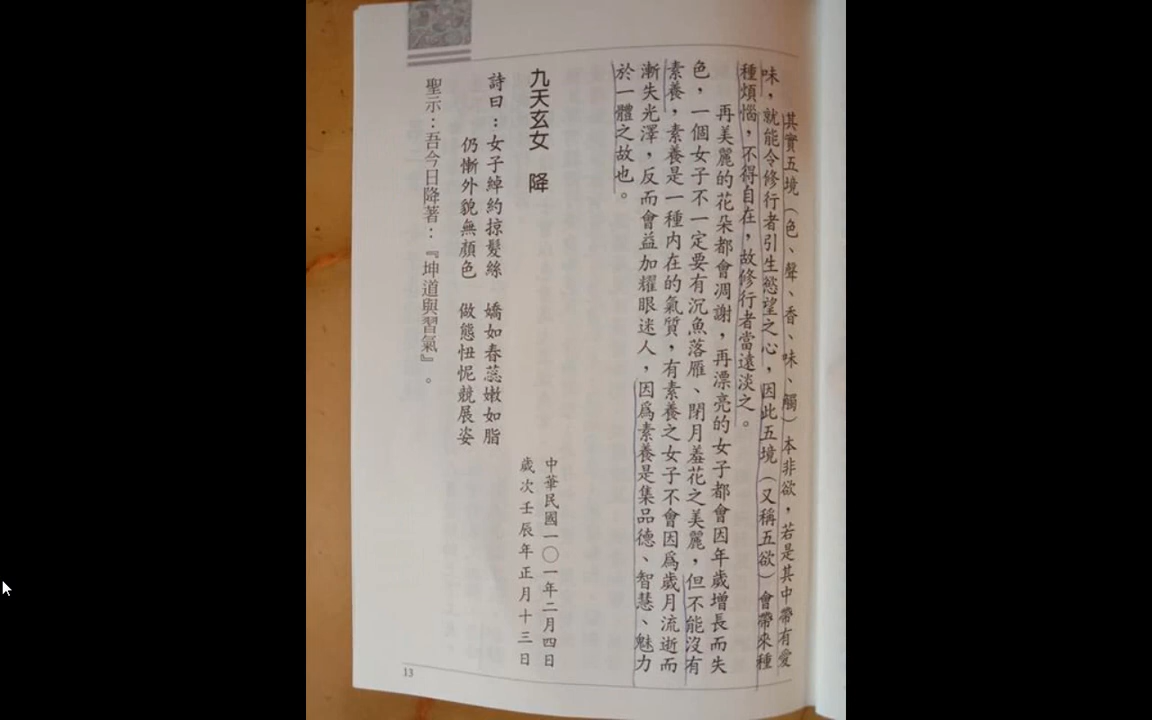 其實五境（色、聲、香、味、觸）本非欲，若是其中帶有愛
味，就能令修行者引生慾望之心，因此五境（又稱五欲）會帶來種
種煩惱，不得自在，故修行者當遠淡之。
再美麗的花朵都會凋謝，再漂亮的女子都會因年歲增長而失
色，一個女子不一定要有沉魚落雁、閉月羞花之美麗，但不能沒有
素養，素養是一種內在的氣質，有素養之女子不會因爲歲月流逝而
漸失光澤，反而會益加耀眼迷人，因爲素養是集品德、智慧、魅力
於一體之故也。
中華民國一〇一年二月四日
歲次壬辰年正月十三日
九天玄女　降
詩曰：女子綽約掠髮絲　嬌如春蕊嫩如脂
仍慚外貌無顏色　做態忸怩競展姿
聖示：吾今日降著：『坤道與習氣』。
13